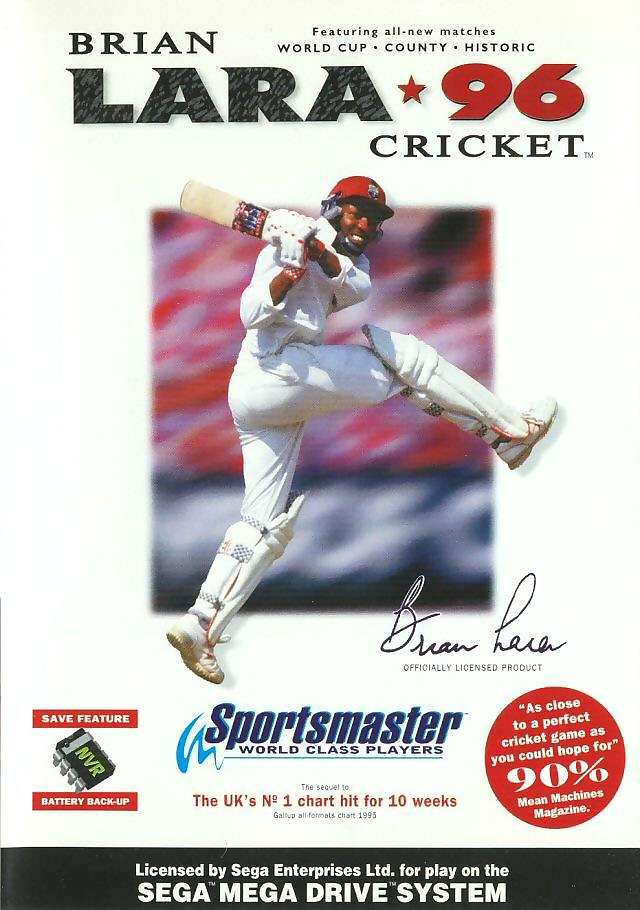 Featuring all-new matches
WORLD CUP • COUNTY • HISTORIC
BRIAN
LARA ★ 96
CRICKET™
Brian Lara
OFFICIALLY LICENSED PRODUCT
SAVE FEATURE
NVR
BATTERY BACK-UP
Sportsmaster™
WORLD CLASS PLAYERS
The sequel to
The UK's Nº 1 chart hit for 10 weeks
Gallup all-formats chart 1995
"As close
to a perfect
cricket game as
you could hope for"
90%
Mean Machines
Magazine.
Licensed by Sega Enterprises Ltd. for play on the
SEGA™ MEGA DRIVE™ SYSTEM